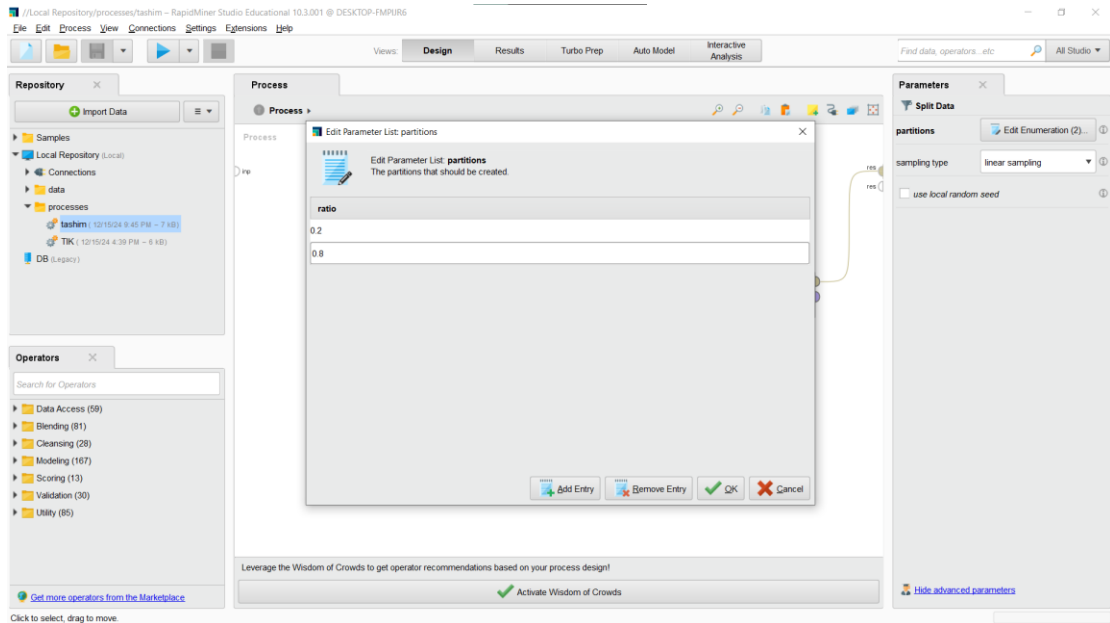 //Local Repository/processes/tashim – RapidMiner Studio Educational 10.3.001 @ DESKTOP-FMPUR6
File Edit Process View Connections Settings Extensions Help
Views: Design Results Turbo Prep Auto Model Interactive Analysis
Find data, operators...etc All Studio
Repository
Import Data
Samples
Local Repository (Local)
Connections
data
processes
tashim ( 12/15/24 9:45 PM – 7 kB)
TIK ( 12/15/24 4:39 PM – 6 kB)
DB (Legacy)
Operators
Search for Operators
Data Access (59)
Blending (81)
Cleansing (28)
Modeling (167)
Scoring (13)
Validation (30)
Utility (85)
Get more operators from the Marketplace
Click to select, drag to move.
Process
Process
Process
inp
res
res
Edit Parameter List: partitions
Edit Parameter List: partitions
The partitions that should be created.
ratio
0.2
0.8
Add Entry Remove Entry OK Cancel
Leverage the Wisdom of Crowds to get operator recommendations based on your process design!
Activate Wisdom of Crowds
Parameters
Split Data
partitions Edit Enumeration (2)...
sampling type linear sampling
use local random seed
Hide advanced parameters